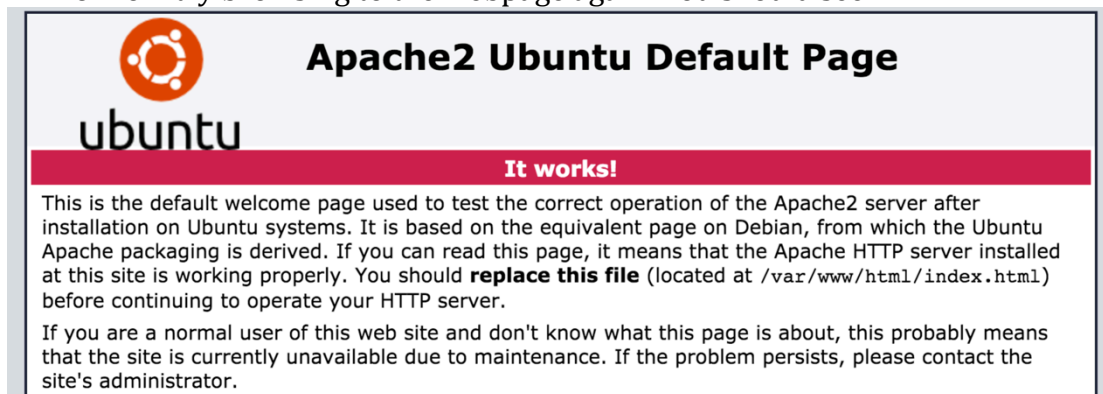 Apache2 Ubuntu Default Page
ubuntu
It works!
This is the default welcome page used to test the correct operation of the Apache2 server after
installation on Ubuntu systems. It is based on the equivalent page on Debian, from which the Ubuntu
Apache packaging is derived. If you can read this page, it means that the Apache HTTP server installed
at this site is working properly. You should replace this file (located at /var/www/html/index.html)
before continuing to operate your HTTP server.
If you are a normal user of this web site and don't know what this page is about, this probably means
that the site is currently unavailable due to maintenance. If the problem persists, please contact the
site's administrator.